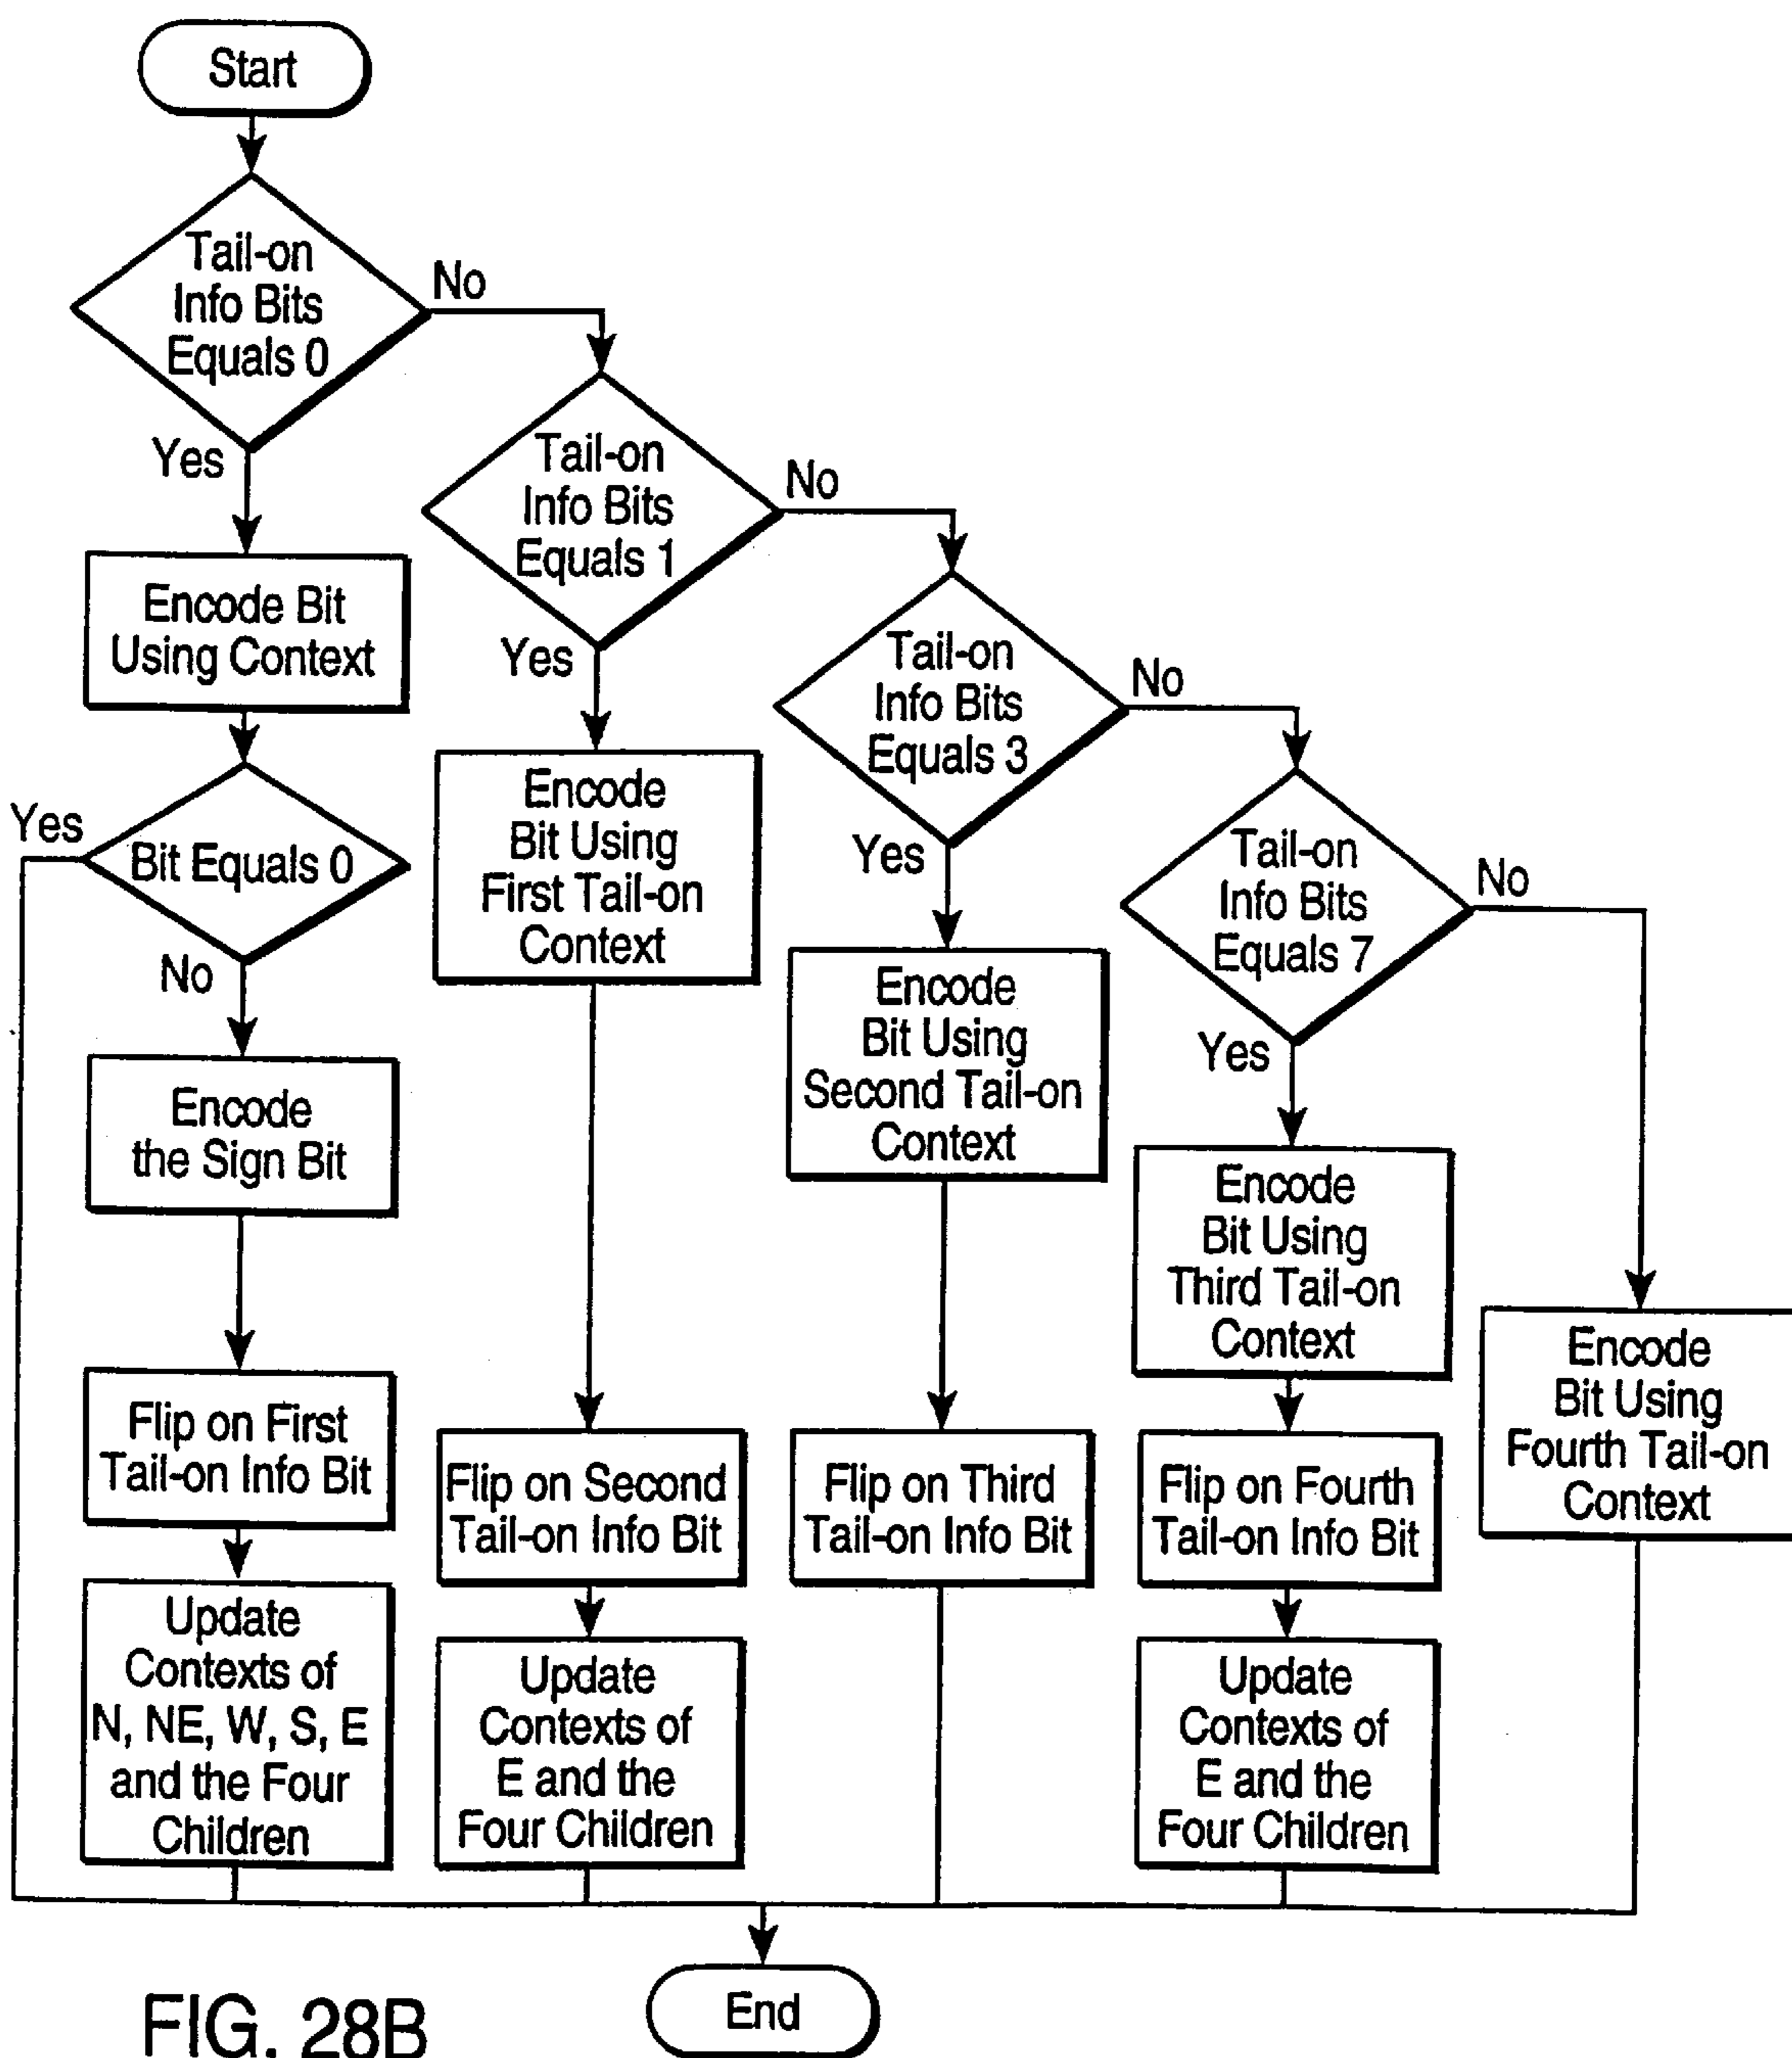 Start
Tail-on
Info Bits
Equals 0
No
Yes
Tail-on
Info Bits
Equals 1
No
Yes
Tail-on
Info Bits
Equals 3
No
Yes
Tail-on
Info Bits
Equals 7
No
Yes
Encode Bit
Using Context
Bit Equals 0
Yes
No
Encode
the Sign Bit
Flip on First
Tail-on Info Bit
Update
Contexts of
N, NE, W, S, E
and the Four
Children
Encode
Bit Using
First Tail-on
Context
Flip on Second
Tail-on Info Bit
Update
Contexts of
E and the
Four Children
Encode
Bit Using
Second Tail-on
Context
Flip on Third
Tail-on Info Bit
Encode
Bit Using
Third Tail-on
Context
Flip on Fourth
Tail-on Info Bit
Update
Contexts of
E and the
Four Children
Encode
Bit Using
Fourth Tail-on
Context
End
FIG. 28B